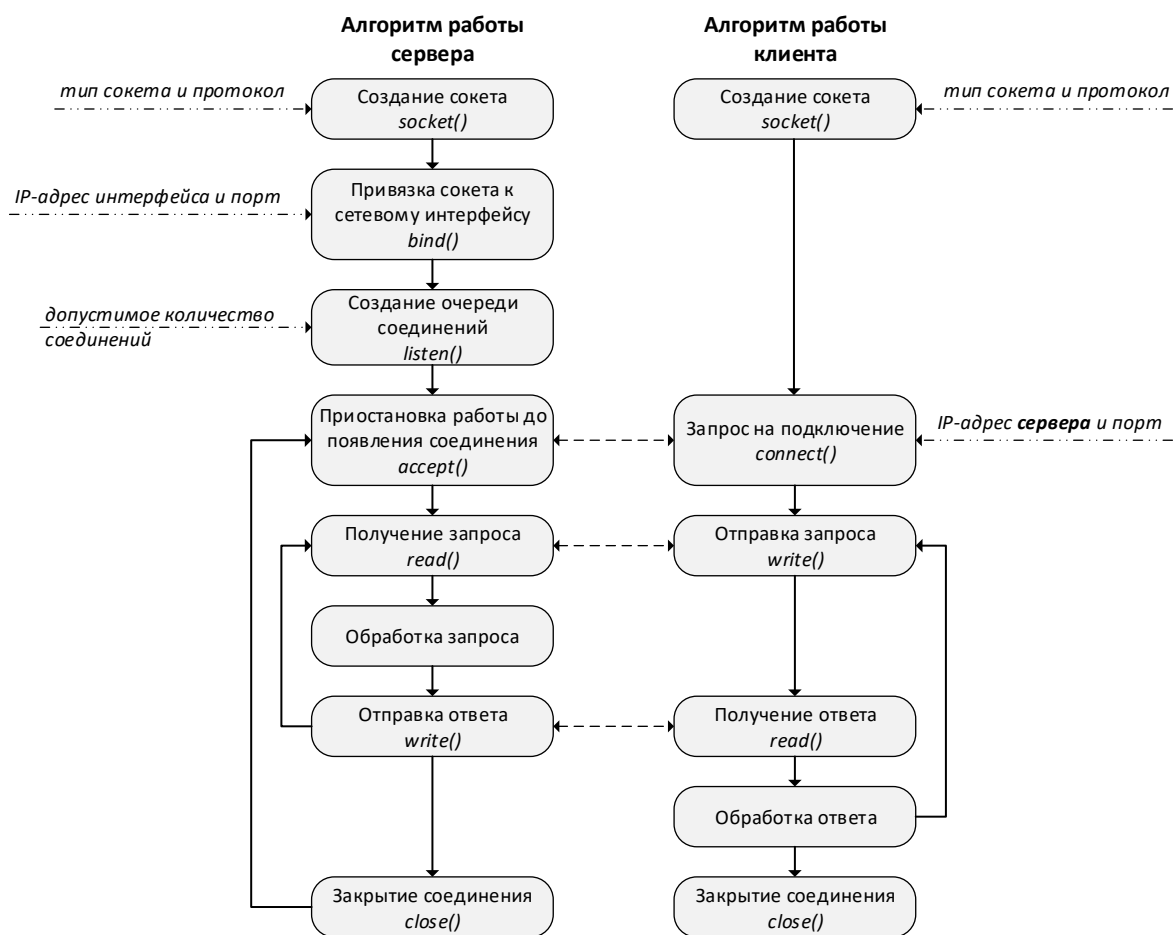 Алгоритм работы
сервера
Алгоритм работы
клиента
тип сокета и протокол
Создание сокета
socket()
Создание сокета
socket()
тип сокета и протокол
IP-адрес интерфейса и порт
Привязка сокета к
сетевому интерфейсу
bind()
допустимое количество
соединений
Создание очереди
соединений
listen()
Приостановка работы до
появления соединения
accept()
Запрос на подключение
connect()
IP-адрес сервера и порт
Получение запроса
read()
Отправка запроса
write()
Обработка запроса
Отправка ответа
write()
Получение ответа
read()
Обработка ответа
Закрытие соединения
close()
Закрытие соединения
close()